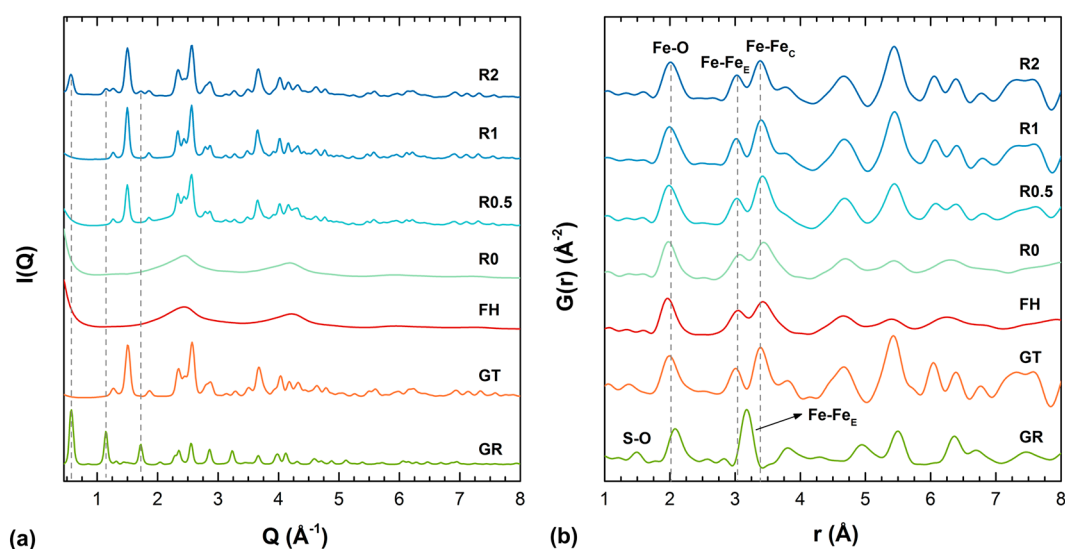 R2
R1
R0.5
R0
FH
GT
GR
I(Q)
1 2 3 4 5 6 7 8
Q (Å⁻¹)
(a)
Fe-O
Fe-Fe_E
Fe-Fe_C
R2
R1
R0.5
R0
FH
GT
Fe-Fe_E
S-O
GR
G(r) (Å⁻²)
1 2 3 4 5 6 7 8
r (Å)
(b)